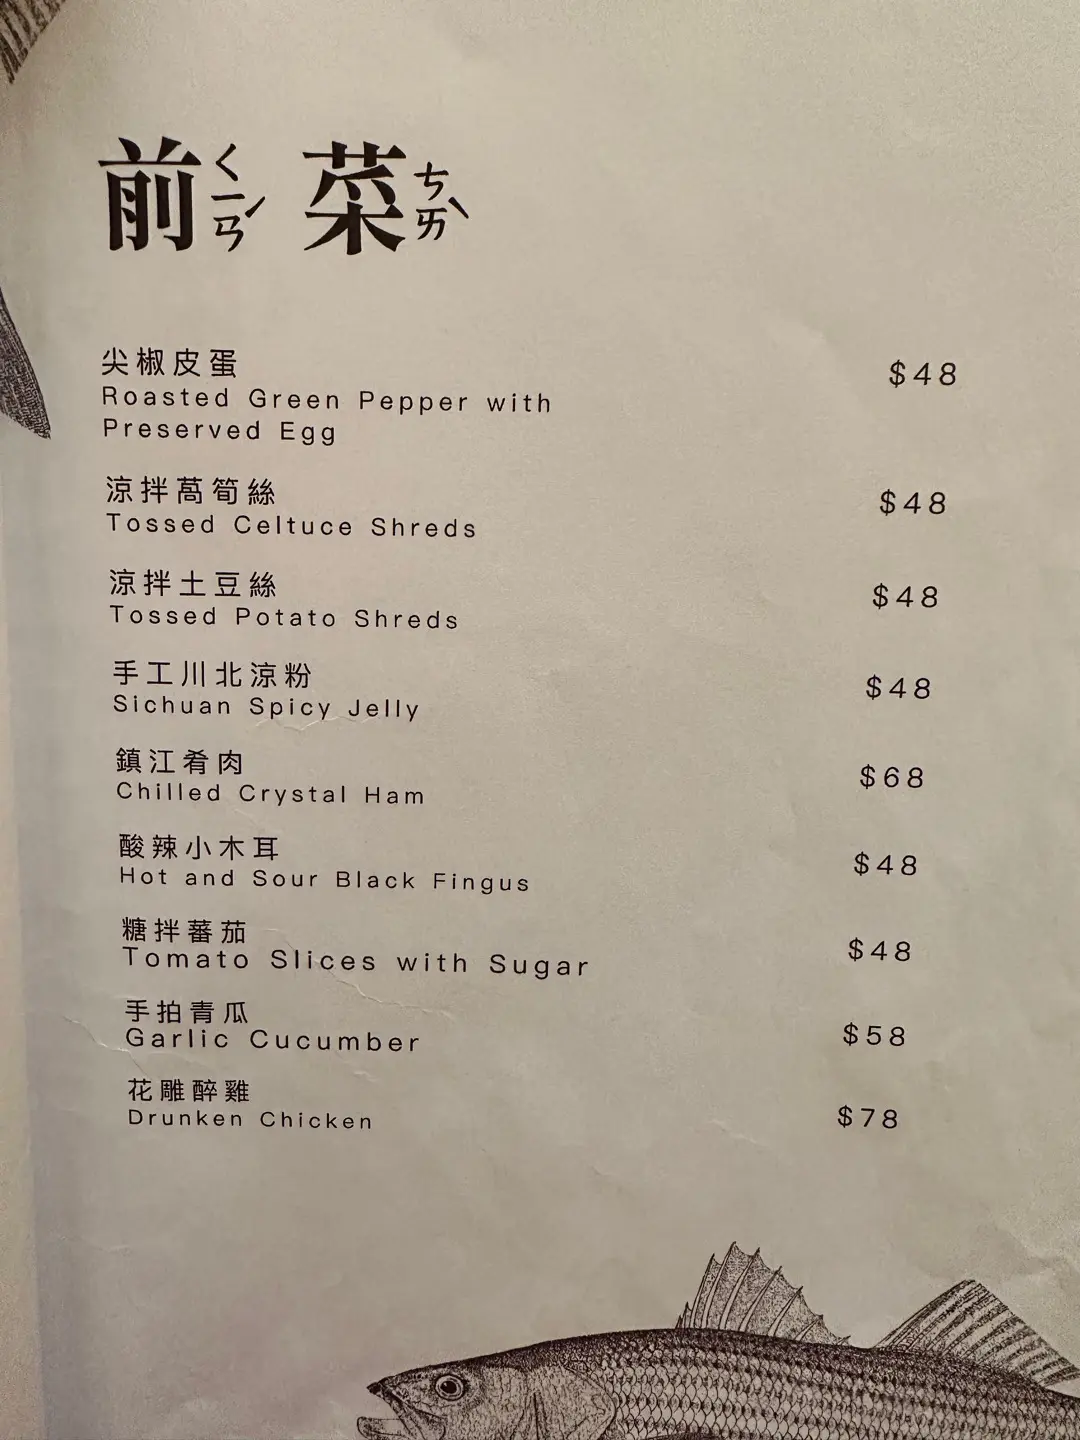 前ㄑㄧㄢˊ 菜ㄘㄞˋ
尖椒皮蛋 $48
Roasted Green Pepper with
Preserved Egg
涼拌萵筍絲 $48
Tossed Celtuce Shreds
涼拌土豆絲 $48
Tossed Potato Shreds
手工川北涼粉 $48
Sichuan Spicy Jelly
鎮江肴肉 $68
Chilled Crystal Ham
酸辣小木耳 $48
Hot and Sour Black Fingus
糖拌蕃茄 $48
Tomato Slices with Sugar
手拍青瓜 $58
Garlic Cucumber
花雕醉雞 $78
Drunken Chicken